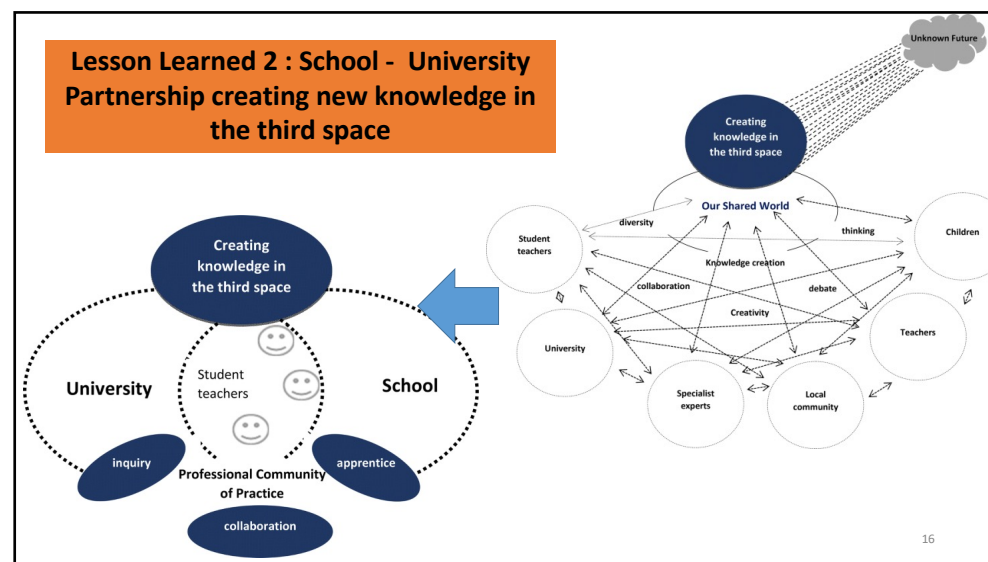 Lesson Learned 2 : School -  University
Partnership creating new knowledge in
the third space
Unknown Future
Creating
knowledge in
the third space
Our Shared World
diversity
thinking
Student
teachers
Children
Knowledge creation
collaboration
debate
Creativity
University
Teachers
Specialist
experts
Local
community
Creating
knowledge in
the third space
University
Student
teachers
School
inquiry
apprentice
Professional Community
of Practice
collaboration
16